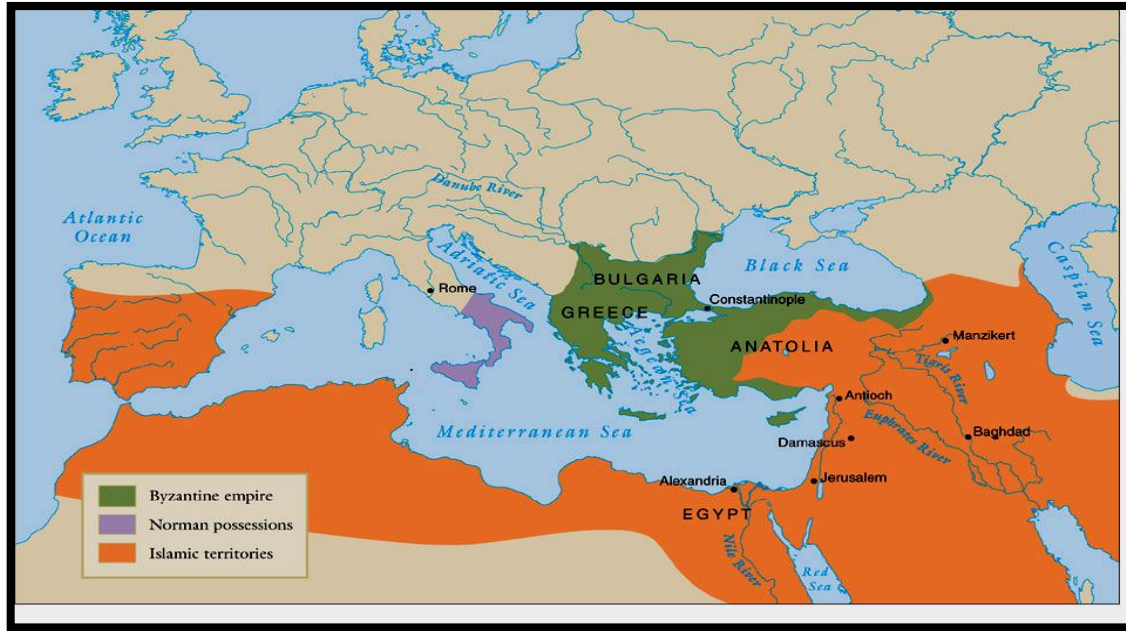 Danube River
Atlantic
Ocean
Adriatic Sea
Black Sea
Caspian Sea
BULGARIA
Rome
Constantinople
GREECE
Aegean Sea
ANATOLIA
Manzikert
Tigris River
Antioch
Euphrates River
Mediterranean Sea
Damascus
Baghdad
Alexandria
Jerusalem
EGYPT
Nile River
Red
Sea
Byzantine empire
Norman possessions
Islamic territories